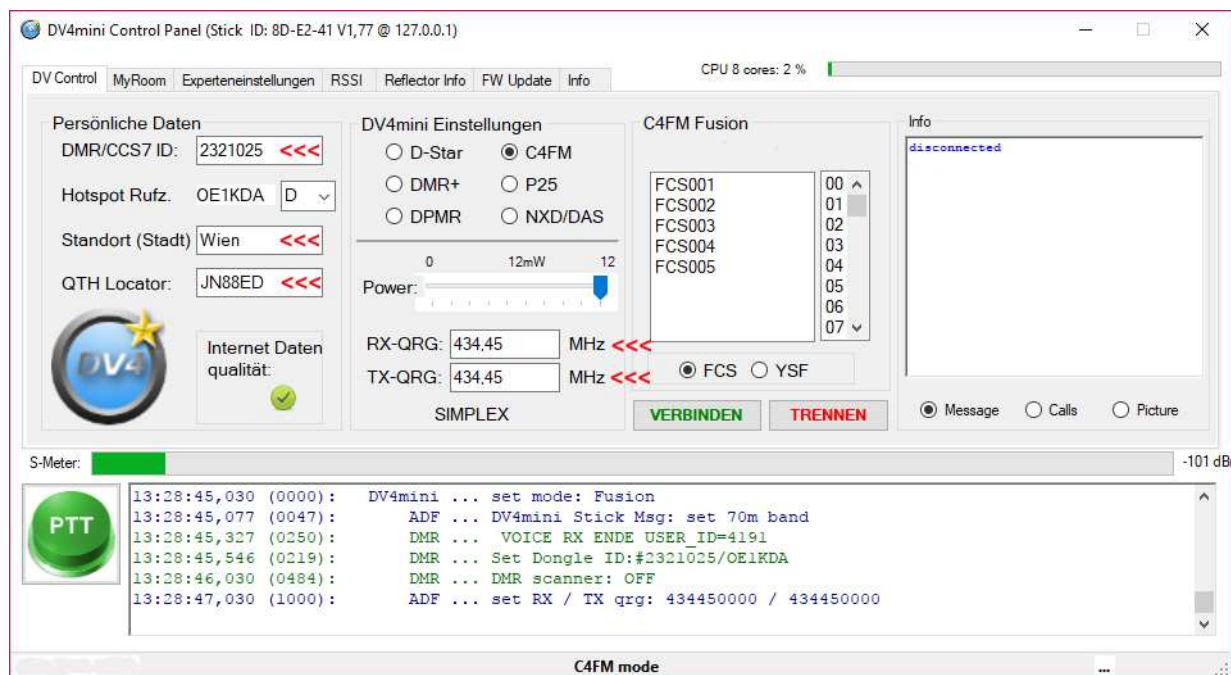 DV4mini Control Panel (Stick ID: 8D-E2-41 V1,77 @ 127.0.0.1)
DV Control MyRoom Experteneinstellungen RSSI Reflector Info FW Update Info
CPU 8 cores: 2 %
Persönliche Daten
DMR/CCS7 ID: 2321025 <<<
Hotspot Rufz. OE1KDA D
Standort (Stadt) Wien <<<
QTH Locator: JN88ED <<<
DV4
Internet Daten
qualität:
DV4mini Einstellungen
D-Star C4FM
DMR+ P25
DPMR NXD/DAS
0 12mW 12
Power:
RX-QRG: 434,45 MHz <<<
TX-QRG: 434,45 MHz <<<
SIMPLEX
C4FM Fusion
FCS001
FCS002
FCS003
FCS004
FCS005
00
01
02
03
04
05
06
07
FCS YSF
VERBINDEN TRENNEN
Info
disconnected
Message Calls Picture
S-Meter: -101 dB
PTT
13:28:45,030 (0000): DV4mini ... set mode: Fusion
13:28:45,077 (0047): ADF ... DV4mini Stick Msg: set 70m band
13:28:45,327 (0250): DMR ... VOICE RX ENDE USER_ID=4191
13:28:45,546 (0219): DMR ... Set Dongle ID:#2321025/OE1KDA
13:28:46,030 (0484): DMR ... DMR scanner: OFF
13:28:47,030 (1000): ADF ... set RX / TX qrg: 434450000 / 434450000
C4FM mode
...